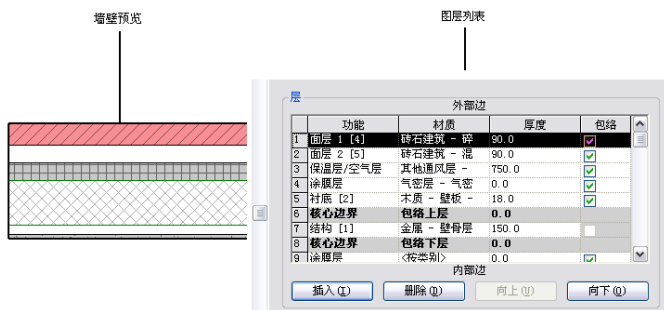 墙壁预览
图层列表
层
外部边
功能 材质 厚度 包络
1 面层 1 [4] 砖石建筑 - 碎 90.0
2 面层 2 [5] 砖石建筑 - 混 90.0
3 保温层/空气层 其他通风层 - 750.0
4 涂膜层 气密层 - 气密 0.0
5 衬底 [2] 木质 - 壁板 - 18.0
6 核心边界 包络上层 0.0
7 结构 [1] 金属 - 壁骨层 150.0
8 核心边界 包络下层 0.0
9 涂膜层 <按类别> 0.0
内部边
插入(I) 删除(D) 向上(U) 向下(O)